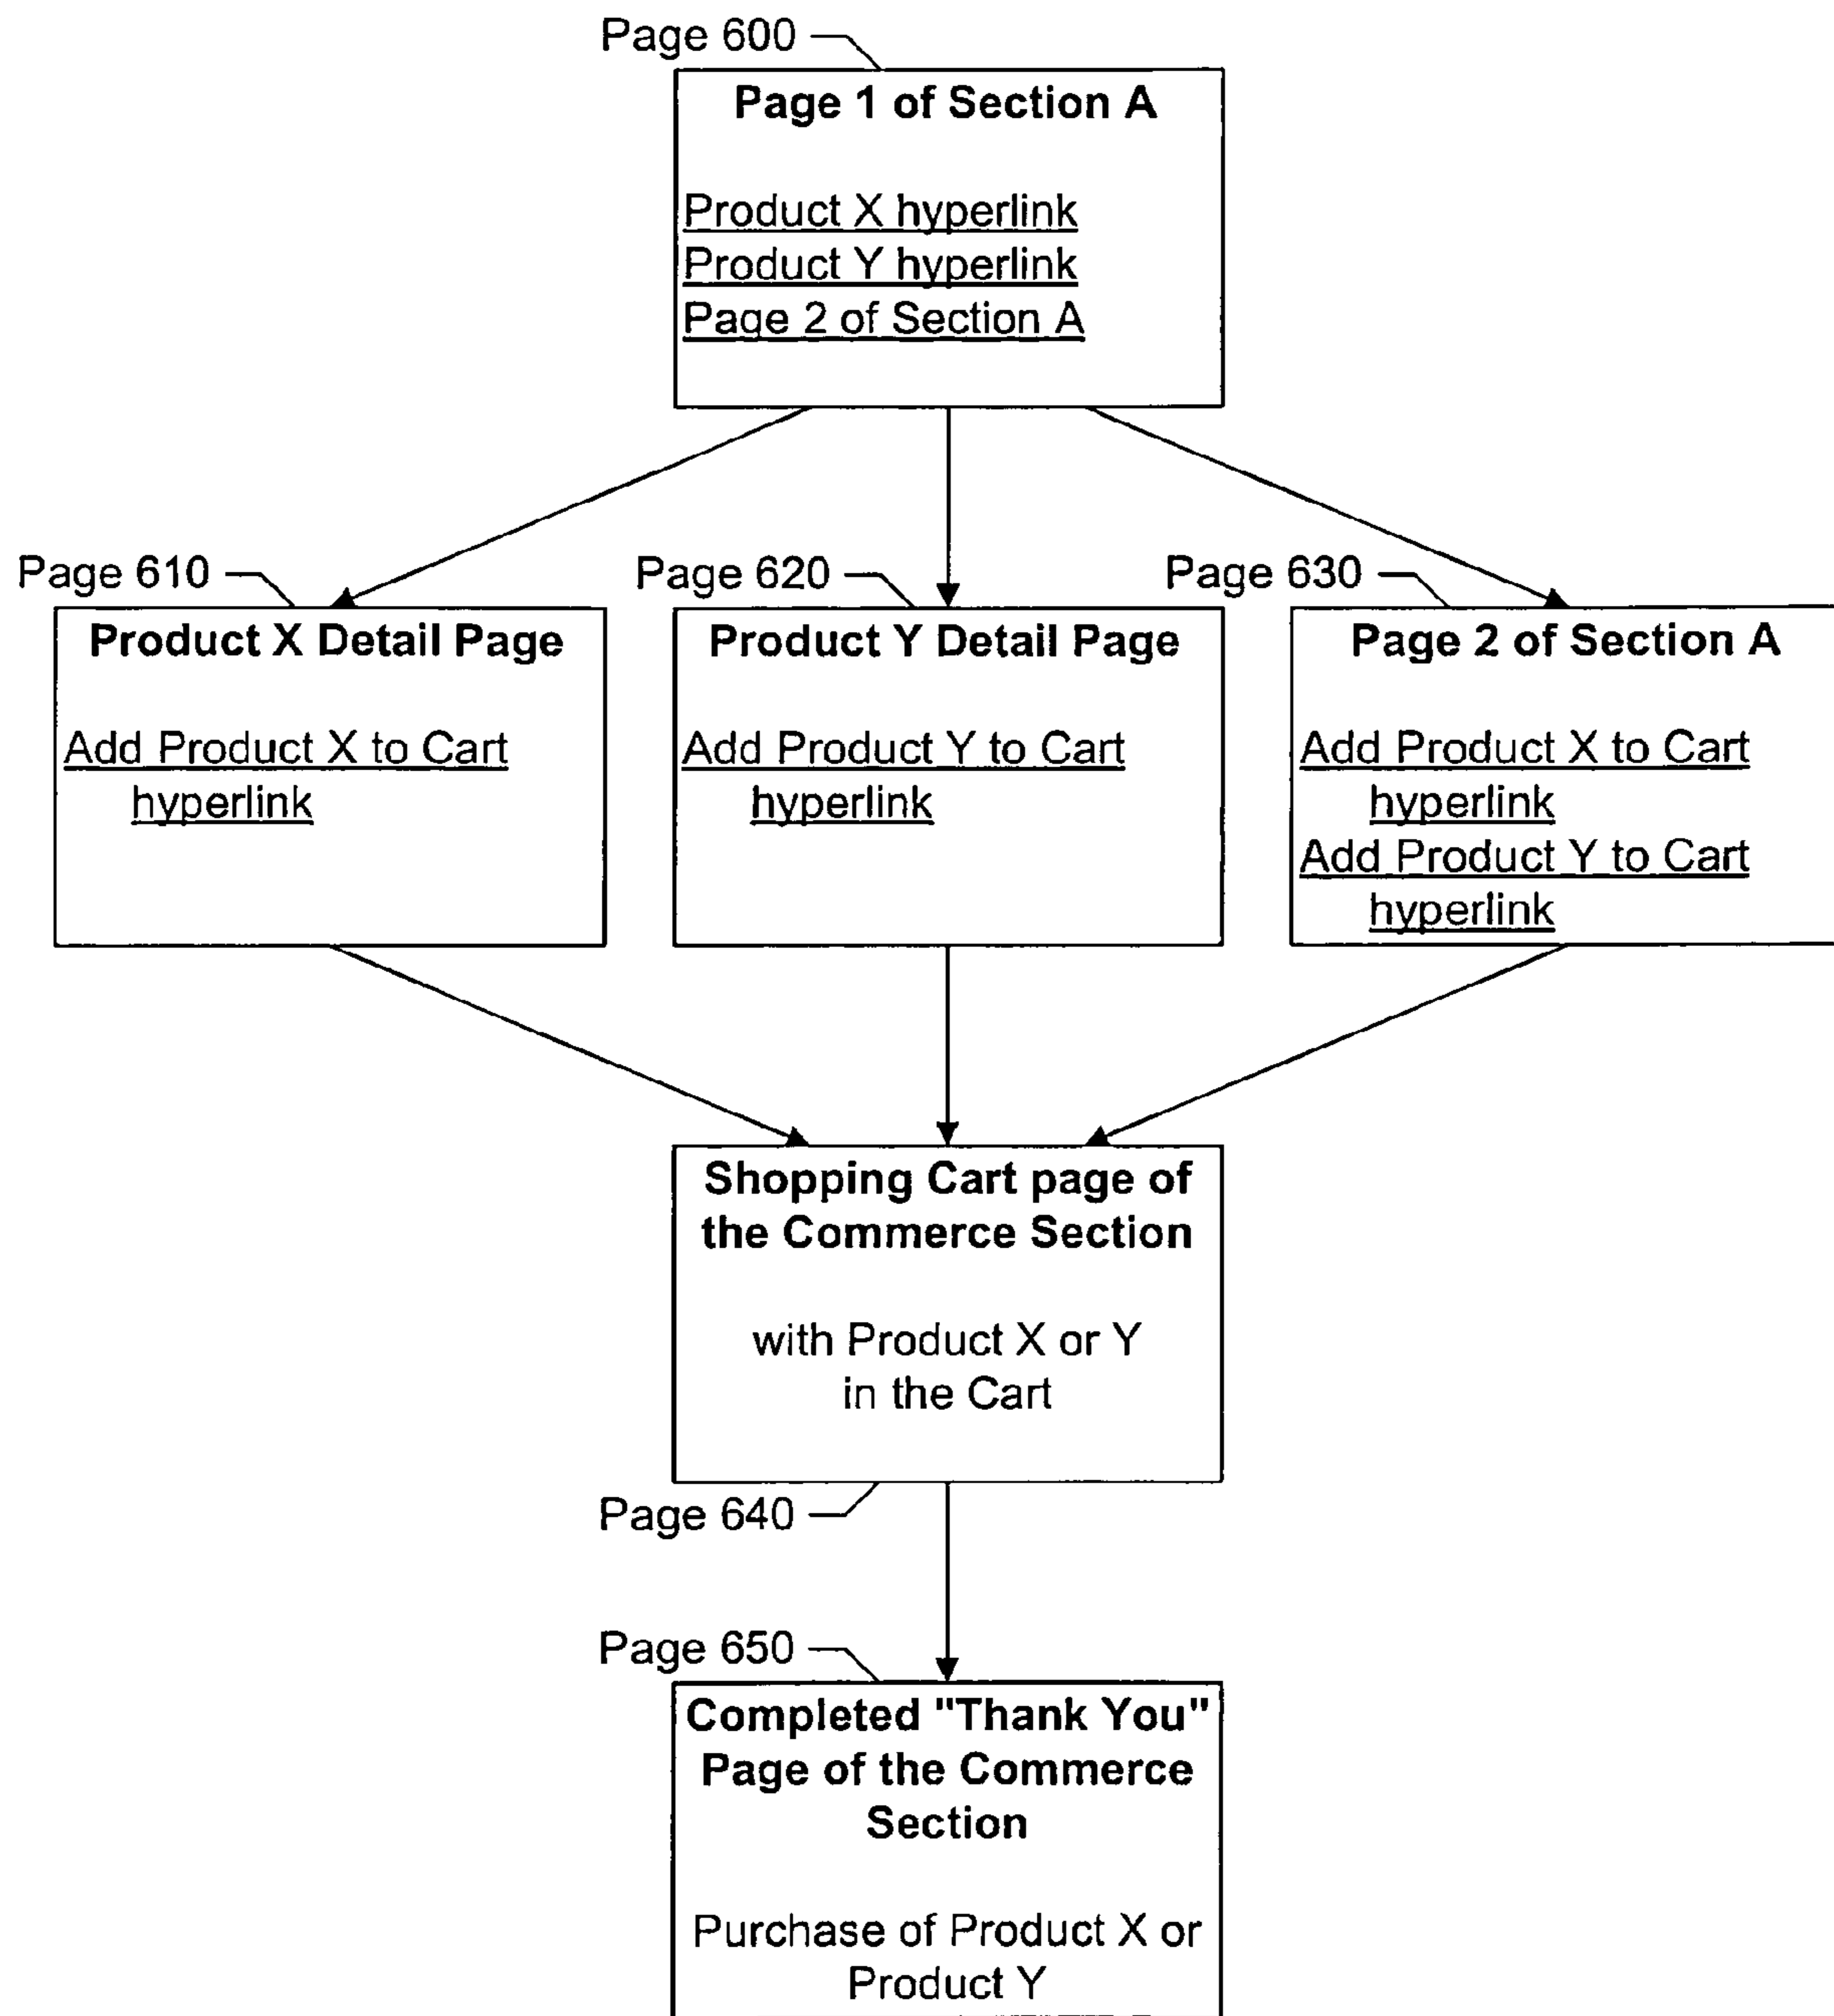 Page 600
Page 1 of Section A
Product X hyperlink
Product Y hyperlink
Page 2 of Section A
Page 610
Product X Detail Page
Add Product X to Cart
hyperlink
Page 620
Product Y Detail Page
Add Product Y to Cart
hyperlink
Page 630
Page 2 of Section A
Add Product X to Cart
hyperlink
Add Product Y to Cart
hyperlink
Shopping Cart page of
the Commerce Section
with Product X or Y
in the Cart
Page 640
Page 650
Completed "Thank You"
Page of the Commerce
Section
Purchase of Product X or
Product Y